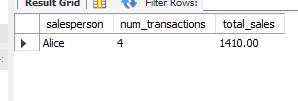 Result Grid Filter Rows:
salesperson num_transactions total_sales
Alice 4 1410.00